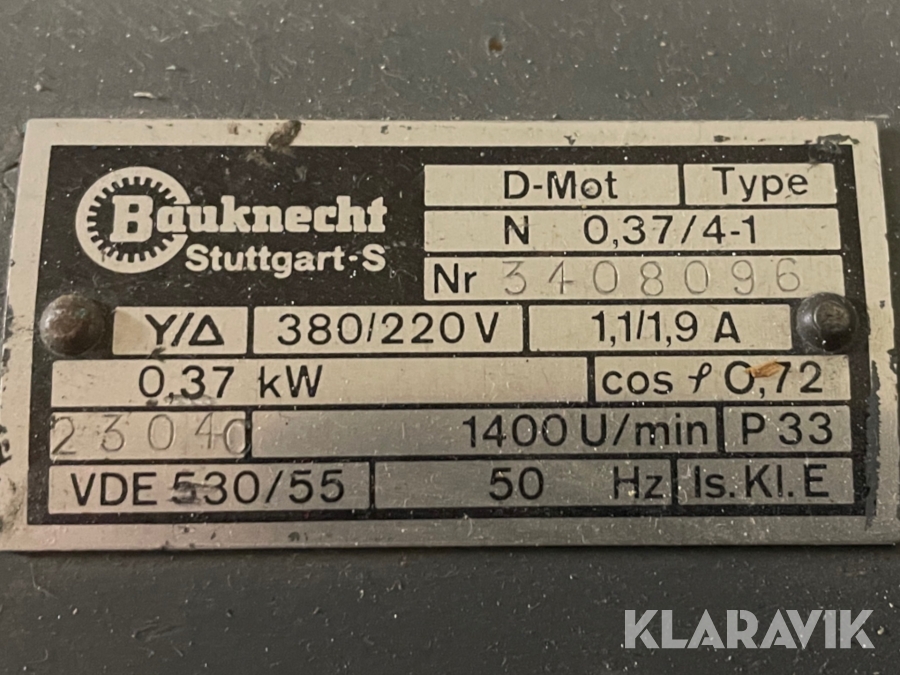 Bauknecht
Stuttgart-S
D-Mot Type
N 0,37/4-1
Nr 3408096
Y/Δ 380/220 V 1,1/1,9 A
0,37 kW cos φ 0,72
23040 1400 U/min P 33
VDE 530/55 50 Hz Is. Kl. E
KLARAVIK